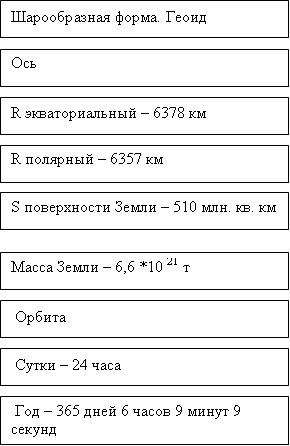 Шарообразная форма. Геоид
Ось
R экваториальный – 6378 км
R полярный – 6357 км
S поверхности Земли – 510 млн. кв. км
Масса Земли – 6,6 *10 21 т
Орбита
Сутки – 24 часа
Год – 365 дней 6 часов 9 минут 9
секунд